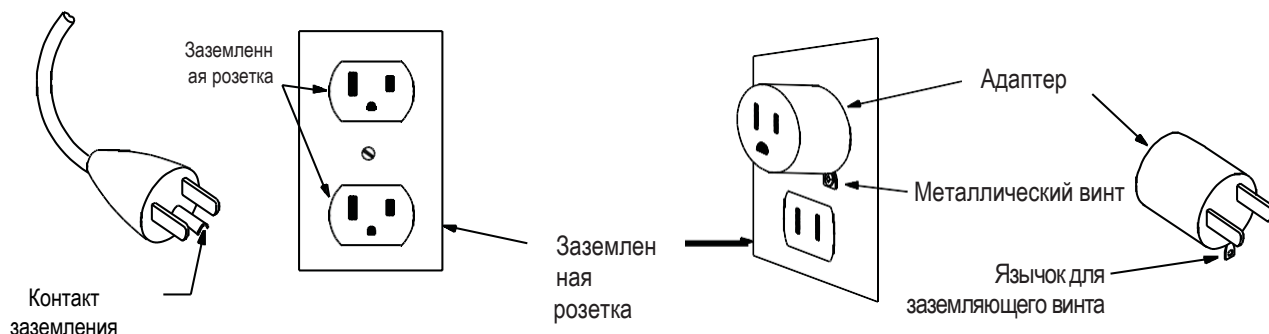 Заземленн
ая розетка
Контакт
заземления
Заземлен
ная
розетка
Адаптер
Металлический винт
Язычок для
заземляющего винта